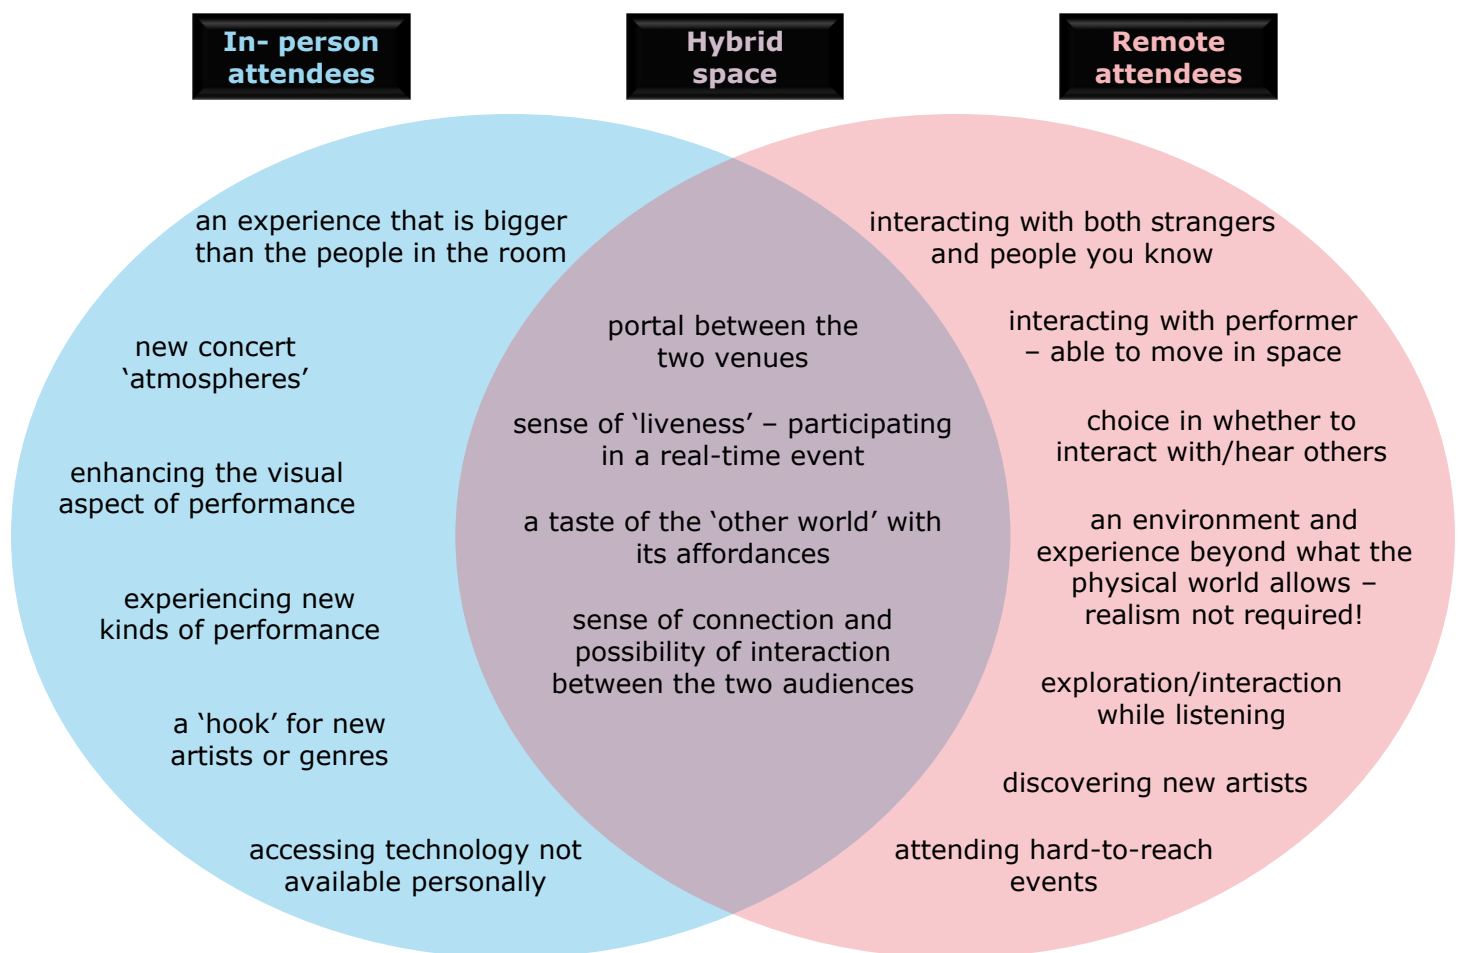 In- person
attendees
Hybrid
space
Remote
attendees
an experience that is bigger
than the people in the room
new concert
‘atmospheres’
enhancing the visual
aspect of performance
experiencing new
kinds of performance
a ‘hook’ for new
artists or genres
accessing technology not
available personally
portal between the
two venues
sense of ‘liveness’ – participating
in a real-time event
a taste of the ‘other world’ with
its affordances
sense of connection and
possibility of interaction
between the two audiences
interacting with both strangers
and people you know
interacting with performer
– able to move in space
choice in whether to
interact with/hear others
an environment and
experience beyond what the
physical world allows –
realism not required!
exploration/interaction
while listening
discovering new artists
attending hard-to-reach
events